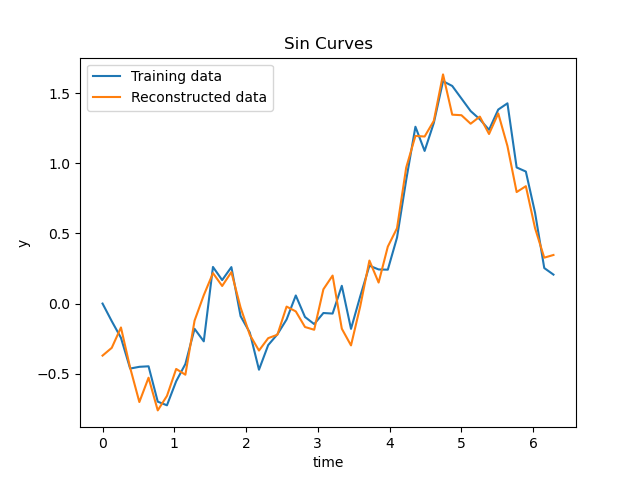 Sin Curves
Training data
Reconstructed data
y
1.5
1.0
0.5
0.0
−0.5
0 1 2 3 4 5 6
time